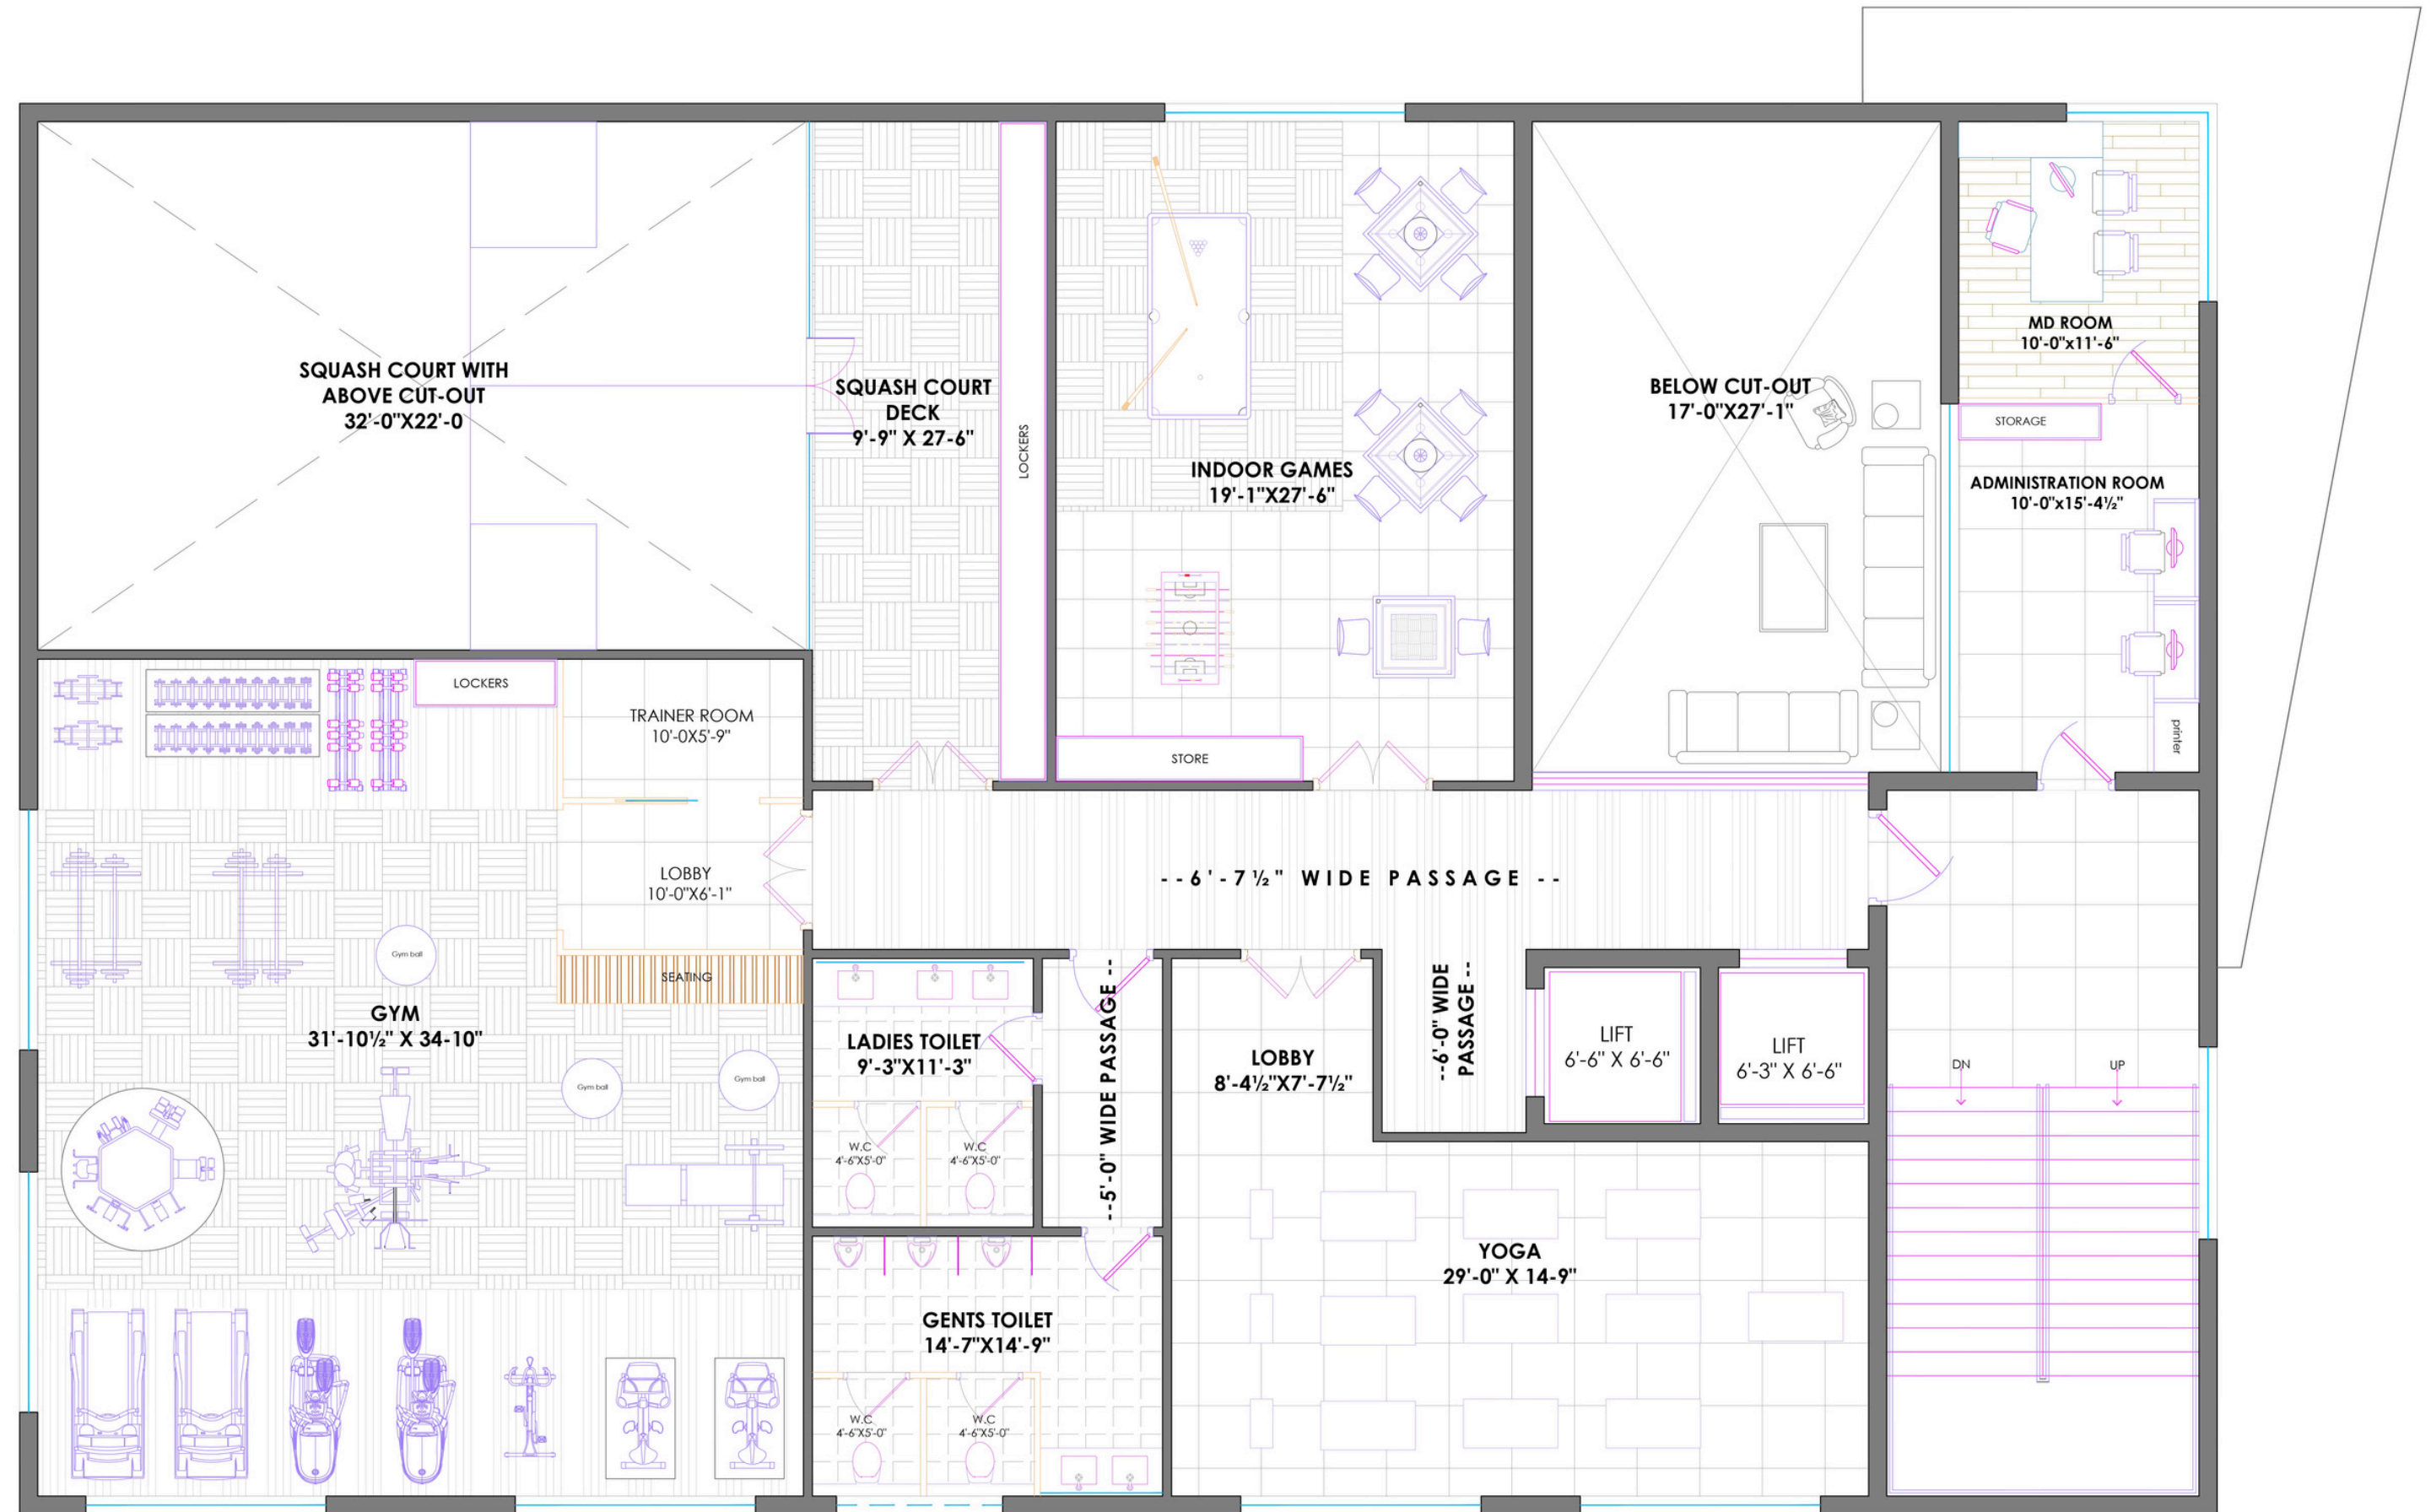 SQUASH COURT WITH
ABOVE CUT-OUT
32'-0"X22'-0
SQUASH COURT
DECK
9'-9" X 27-6"
LOCKERS
INDOOR GAMES
19'-1"X27'-6"
STORE
BELOW CUT-OUT
17'-0"X27'-1"
MD ROOM
10'-0"x11'-6"
STORAGE
ADMINISTRATION ROOM
10'-0"x15'-4½"
printer
LOCKERS
TRAINER ROOM
10'-0X5'-9"
LOBBY
10'-0"X6'-1"
SEATING
Gym ball
GYM
31'-10½" X 34-10"
Gym ball
Gym ball
--6'-7½" WIDE PASSAGE --
LADIES TOILET
9'-3"X11'-3"
W.C
4'-6"X5'-0"
W.C
4'-6"X5'-0"
--5'-0" WIDE PASSAGE --
LOBBY
8'-4½"X7'-7½"
--6'-0" WIDE
PASSAGE --
LIFT
6'-6" X 6'-6"
LIFT
6'-3" X 6'-6"
DN
UP
GENTS TOILET
14'-7"X14'-9"
W.C
4'-6"X5'-0"
W.C
4'-6"X5'-0"
YOGA
29'-0" X 14-9"